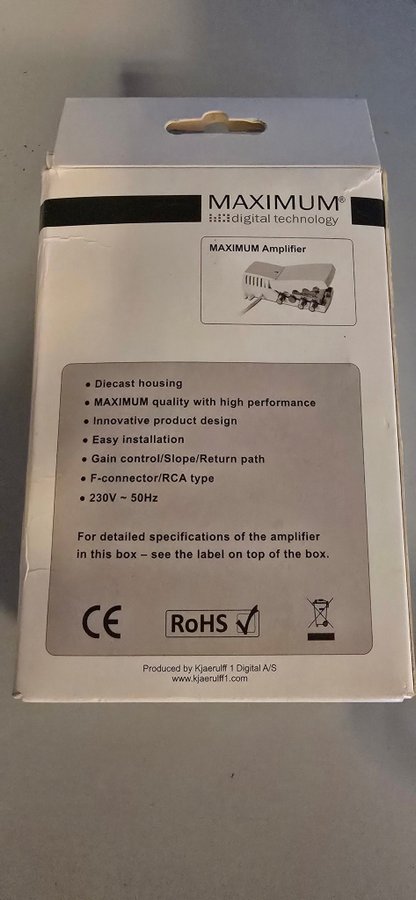 MAXIMUM®
digital technology
MAXIMUM Amplifier
• Diecast housing
• MAXIMUM quality with high performance
• Innovative product design
• Easy installation
• Gain control/Slope/Return path
• F-connector/RCA type
• 230V ~ 50Hz
For detailed specifications of the amplifier
in this box – see the label on top of the box.
CE
RoHS
Produced by Kjaerulff 1 Digital A/S
www.kjaerulff1.com